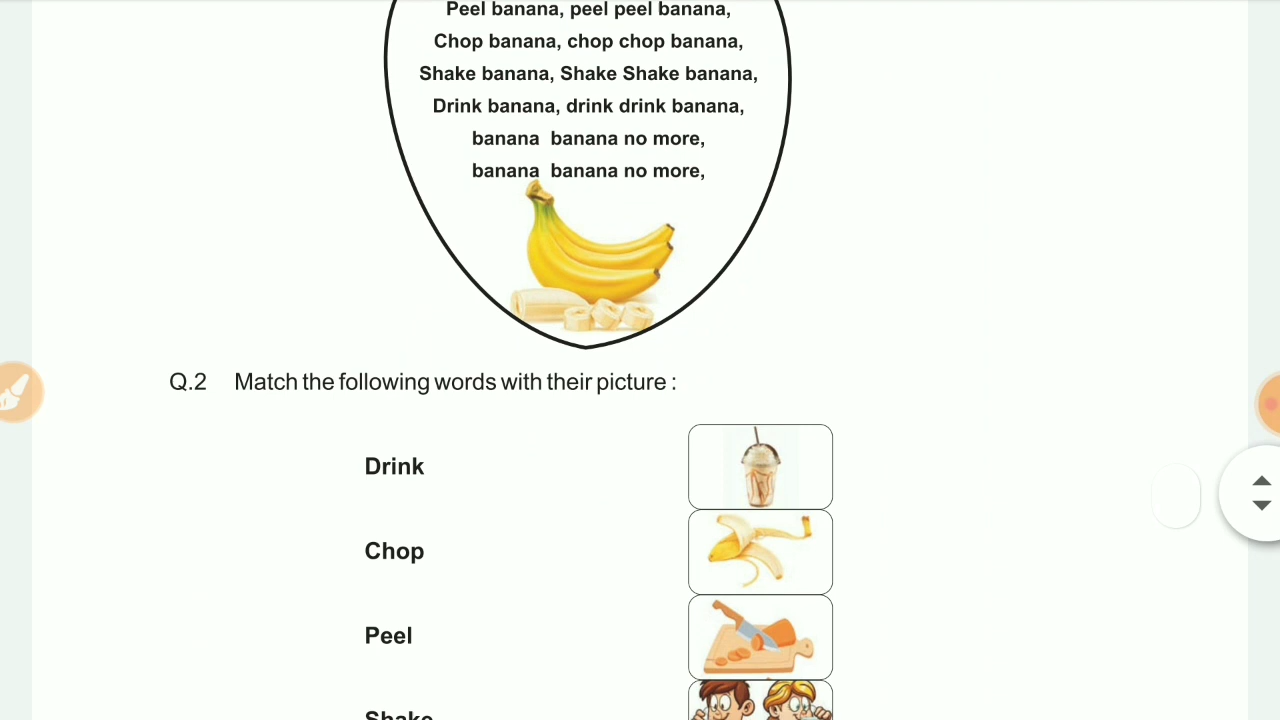 Peel banana, peel peel banana,
Chop banana, chop chop banana,
Shake banana, Shake Shake banana,
Drink banana, drink drink banana,
banana banana no more,
banana banana no more,
Q.2 Match the following words with their picture :
Drink
Chop
Peel
Shake